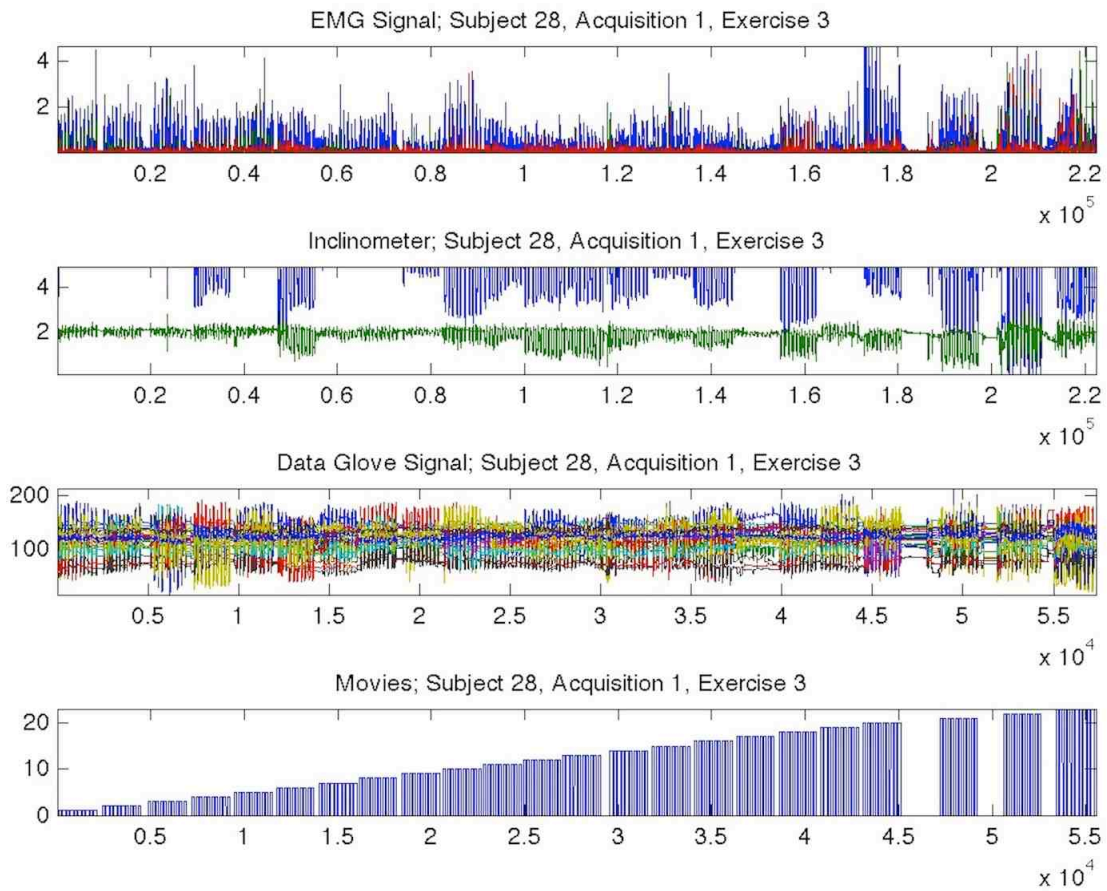 EMG Signal; Subject 28, Acquisition 1, Exercise 3
4
2
0.2 0.4 0.6 0.8 1 1.2 1.4 1.6 1.8 2 2.2
x 10^5
Inclinometer; Subject 28, Acquisition 1, Exercise 3
4
2
0.2 0.4 0.6 0.8 1 1.2 1.4 1.6 1.8 2 2.2
x 10^5
Data Glove Signal; Subject 28, Acquisition 1, Exercise 3
200
100
0.5 1 1.5 2 2.5 3 3.5 4 4.5 5 5.5
x 10^4
Movies; Subject 28, Acquisition 1, Exercise 3
20
10
0
0.5 1 1.5 2 2.5 3 3.5 4 4.5 5 5.5
x 10^4